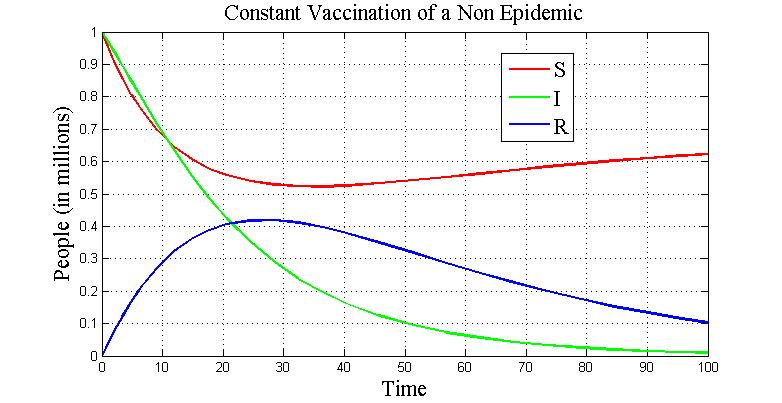 Constant Vaccination of a Non Epidemic
1
0.9
0.8
0.7
0.6
0.5
0.4
0.3
0.2
0.1
0
People (in millions)
S
I
R
0 10 20 30 40 50 60 70 80 90 100
Time